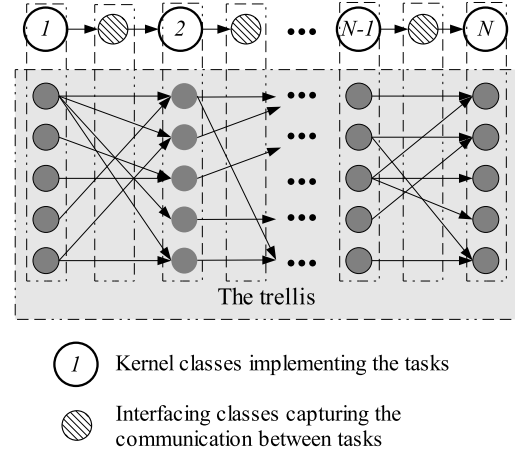 1 2 ••• N-1 N
•••
•••
•••
•••
•••
The trellis
1 Kernel classes implementing the tasks
Interfacing classes capturing the
communication between tasks